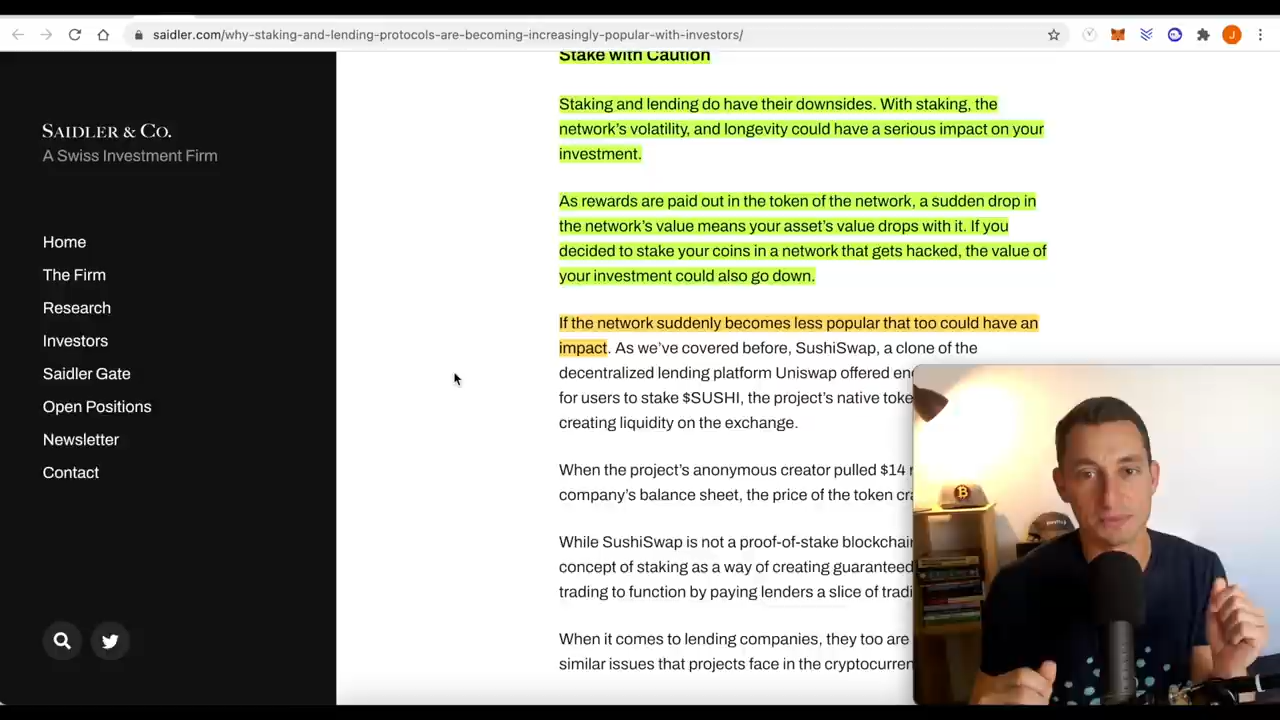 saidler.com/why-staking-and-lending-protocols-are-becoming-increasingly-popular-with-investors/
J
SAIDLER & CO.
A Swiss Investment Firm
Home
The Firm
Research
Investors
Saidler Gate
Open Positions
Newsletter
Contact
Stake with Caution
Staking and lending do have their downsides. With staking, the
network's volatility, and longevity could have a serious impact on your
investment.
As rewards are paid out in the token of the network, a sudden drop in
the network's value means your asset's value drops with it. If you
decided to stake your coins in a network that gets hacked, the value of
your investment could also go down.
If the network suddenly becomes less popular that too could have an
impact. As we've covered before, SushiSwap, a clone of the
decentralized lending platform Uniswap offered
for users to stake $SUSHI, the project's native
creating liquidity on the exchange.
When the project's anonymous creator pulled $14
company's balance sheet, the price of the token
While SushiSwap is not a proof-of-stake
concept of staking as a way of creating guaranteed
trading to function by paying lenders a slice of
When it comes to lending companies, they too are
similar issues that projects face in the